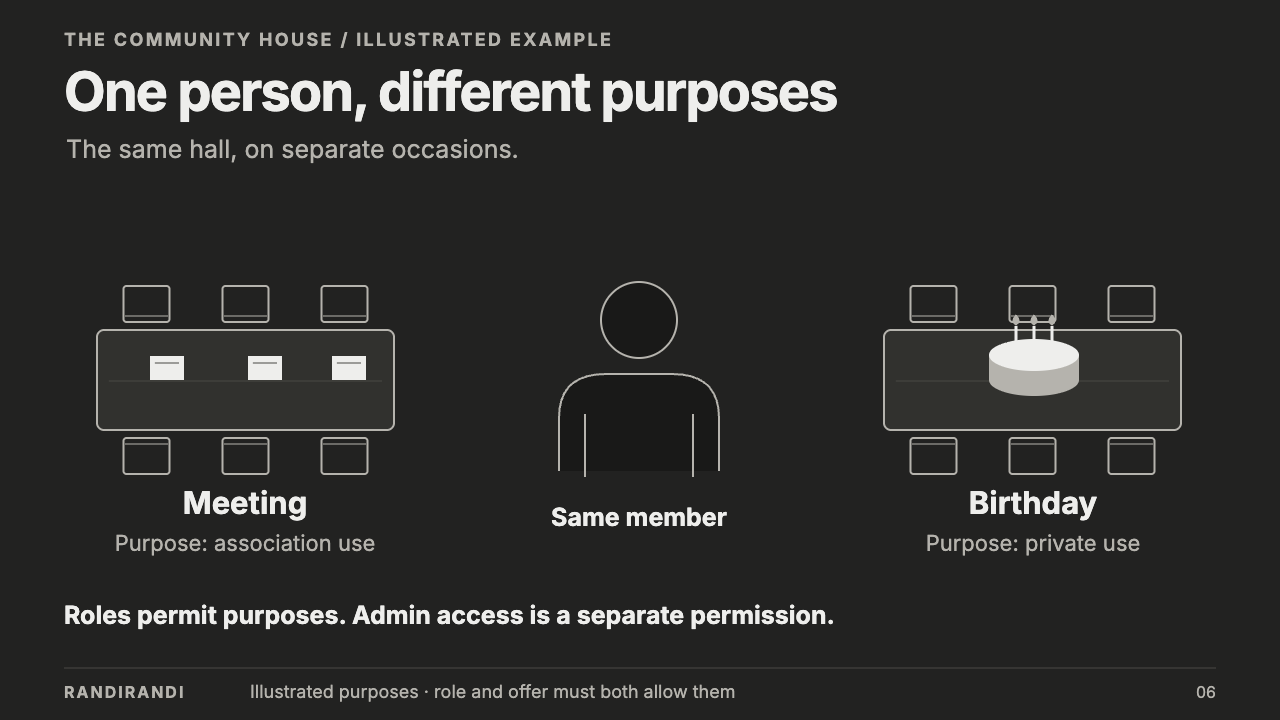 THE COMMUNITY HOUSE / ILLUSTRATED EXAMPLE
One person, different purposes
The same hall, on separate occasions.
Meeting
Purpose: association use
Same member
Birthday
Purpose: private use
Roles permit purposes. Admin access is a separate permission.
RANDIRANDI
Illustrated purposes · role and offer must both allow them
06